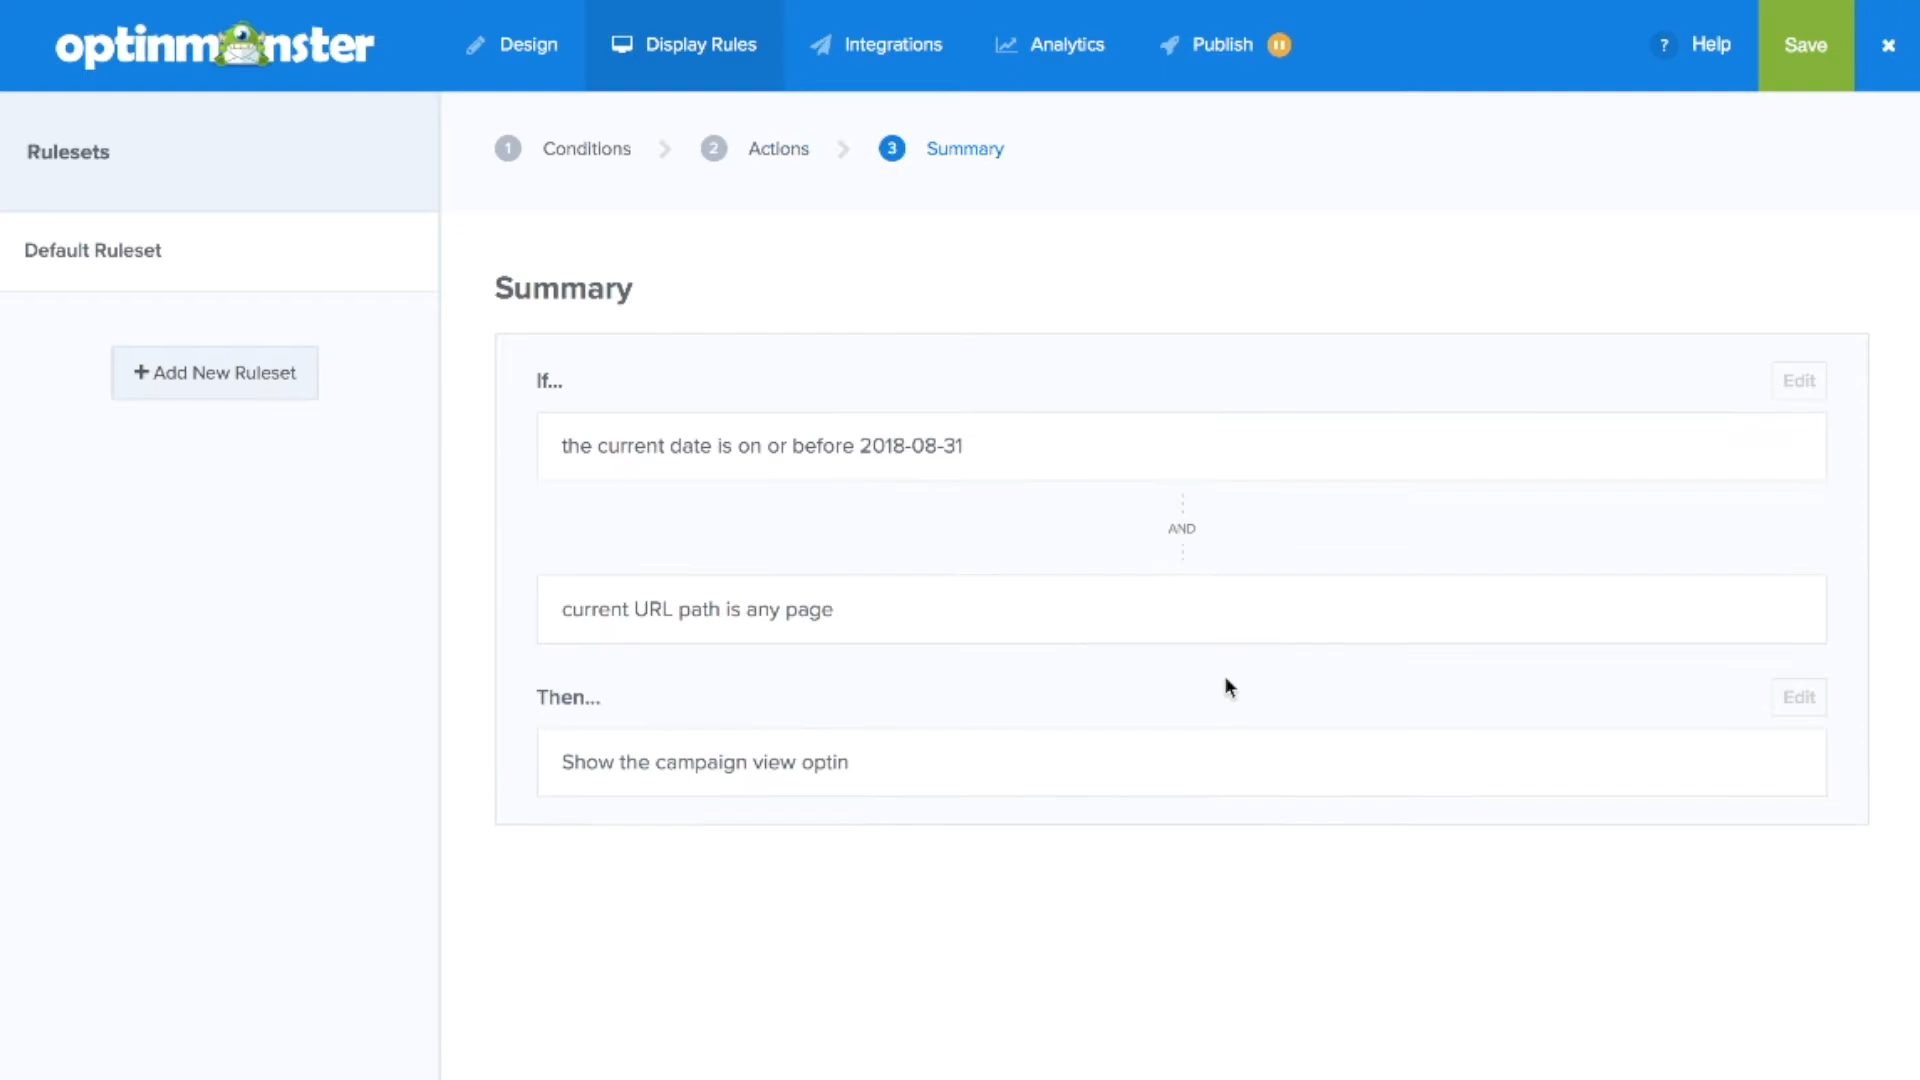 optinmonster
Design
Display Rules
Integrations
Analytics
Publish
? Help
Save
Rulesets
1 Conditions
2 Actions
3 Summary
Default Ruleset
+ Add New Ruleset
Summary
If...
Edit
the current date is on or before 2018-08-31
AND
current URL path is any page
Then...
Edit
Show the campaign view optin